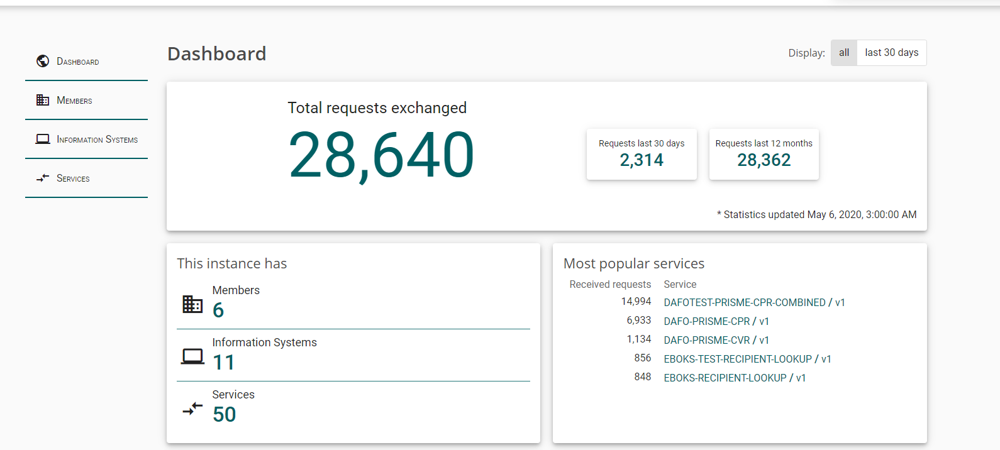 Dashboard
Members
Information Systems
Services
Dashboard
Display: all last 30 days
Total requests exchanged
28,640
Requests last 30 days
2,314
Requests last 12 months
28,362
* Statistics updated May 6, 2020, 3:00:00 AM
This instance has
Members
6
Information Systems
11
Services
50
Most popular services
Received requests Service
14,994 DAFOTEST-PRISME-CPR-COMBINED / v1
6,933 DAFO-PRISME-CPR / v1
1,134 DAFO-PRISME-CVR / v1
856 EBOKS-TEST-RECIPIENT-LOOKUP / v1
848 EBOKS-RECIPIENT-LOOKUP / v1